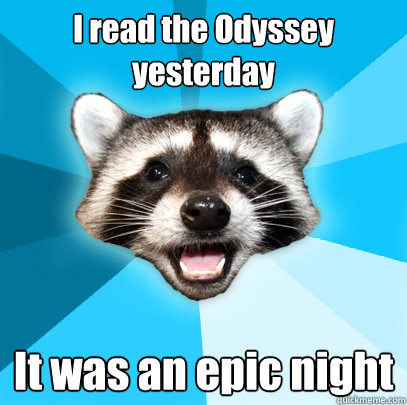 I read the Odyssey
yesterday
It was an epic night
quickmeme.com